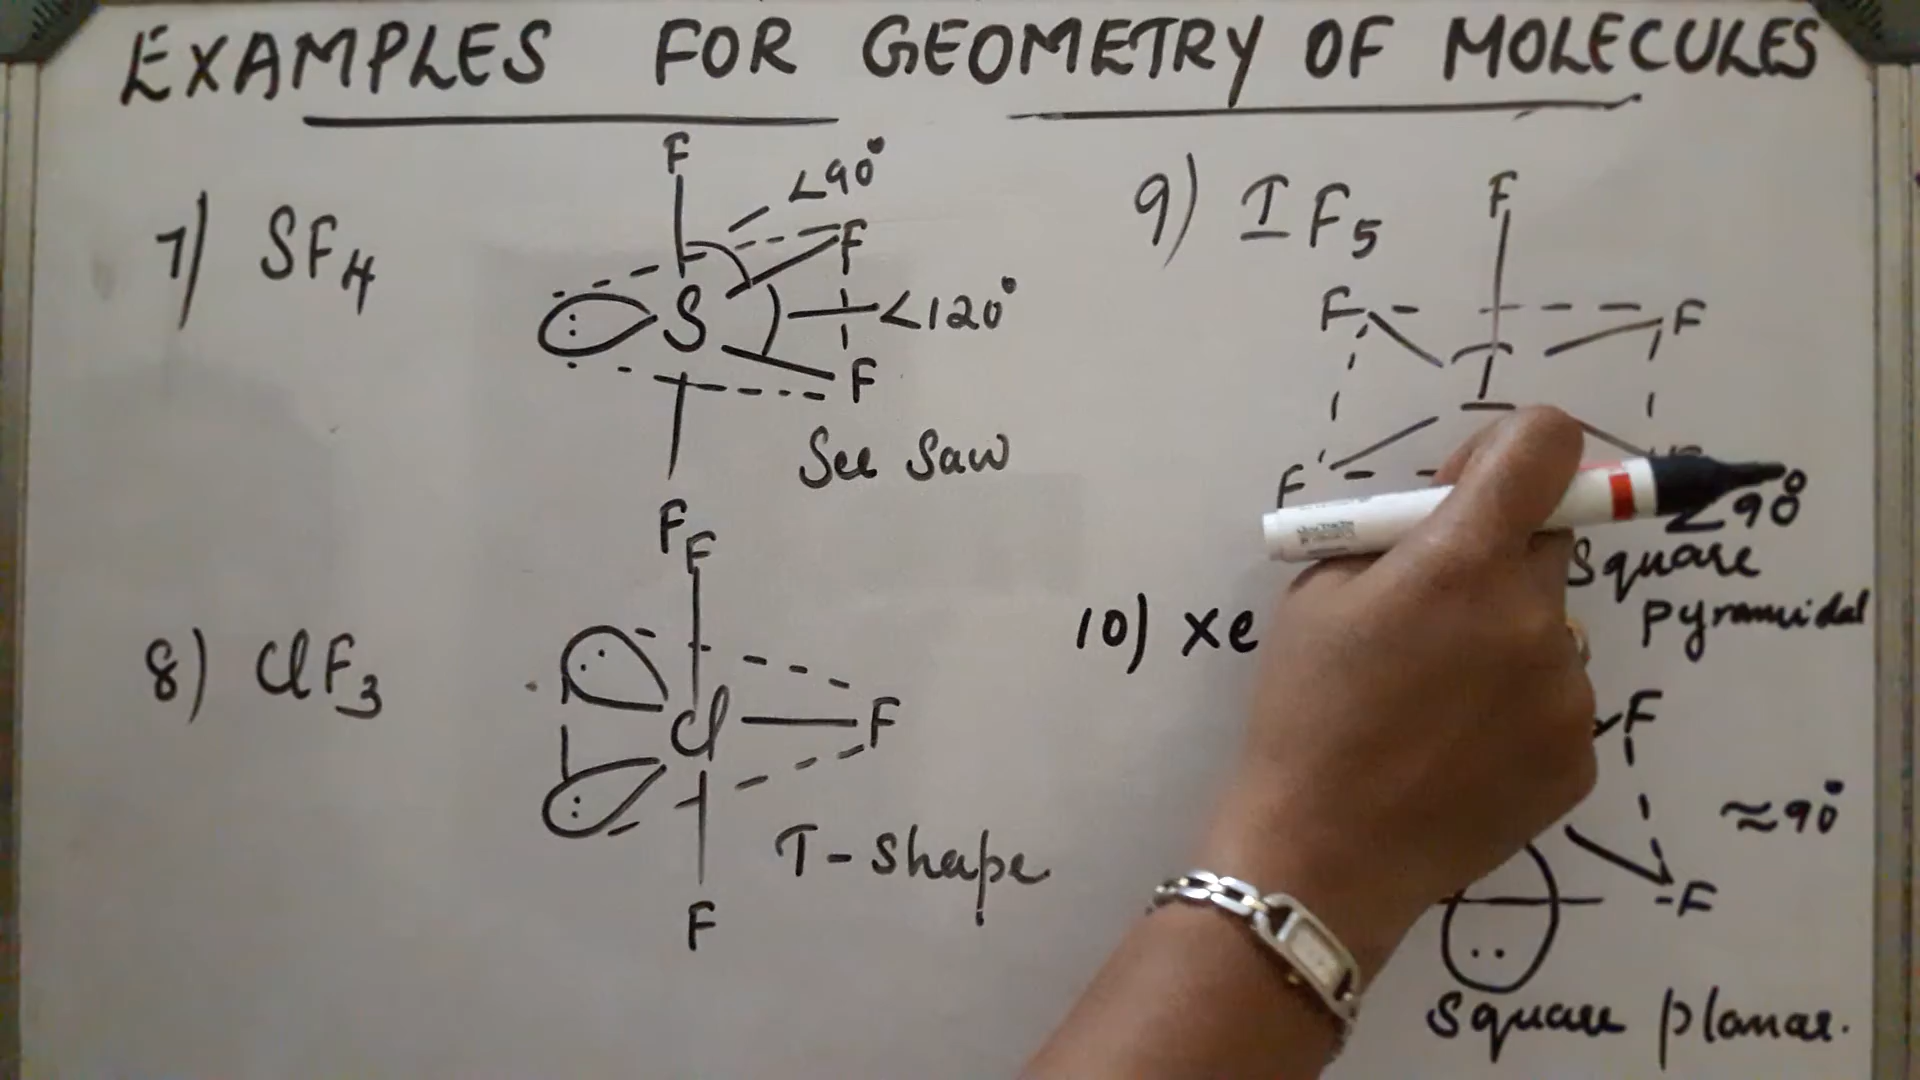 EXAMPLES FOR GEOMETRY OF MOLECULES
7) SF4
F
<90°
F
S
<120°
F
See Saw
F
8) ClF3
F
Cl
F
T-shape
F
9) IF5
F
F
F
I
F
<90°
Square
pyramidal
10) Xe
F
≈90°
F
Square planar.